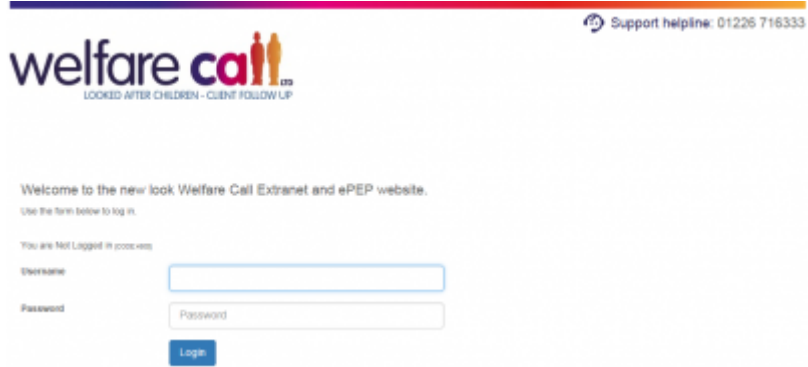 Support helpline: 01226 716333
welfare call LTD
LOOKED AFTER CHILDREN - CLIENT FOLLOW UP
Welcome to the new look Welfare Call Extranet and ePEP website.
Use the form below to log in.
You are Not Logged in
Username
Password
Password
Login